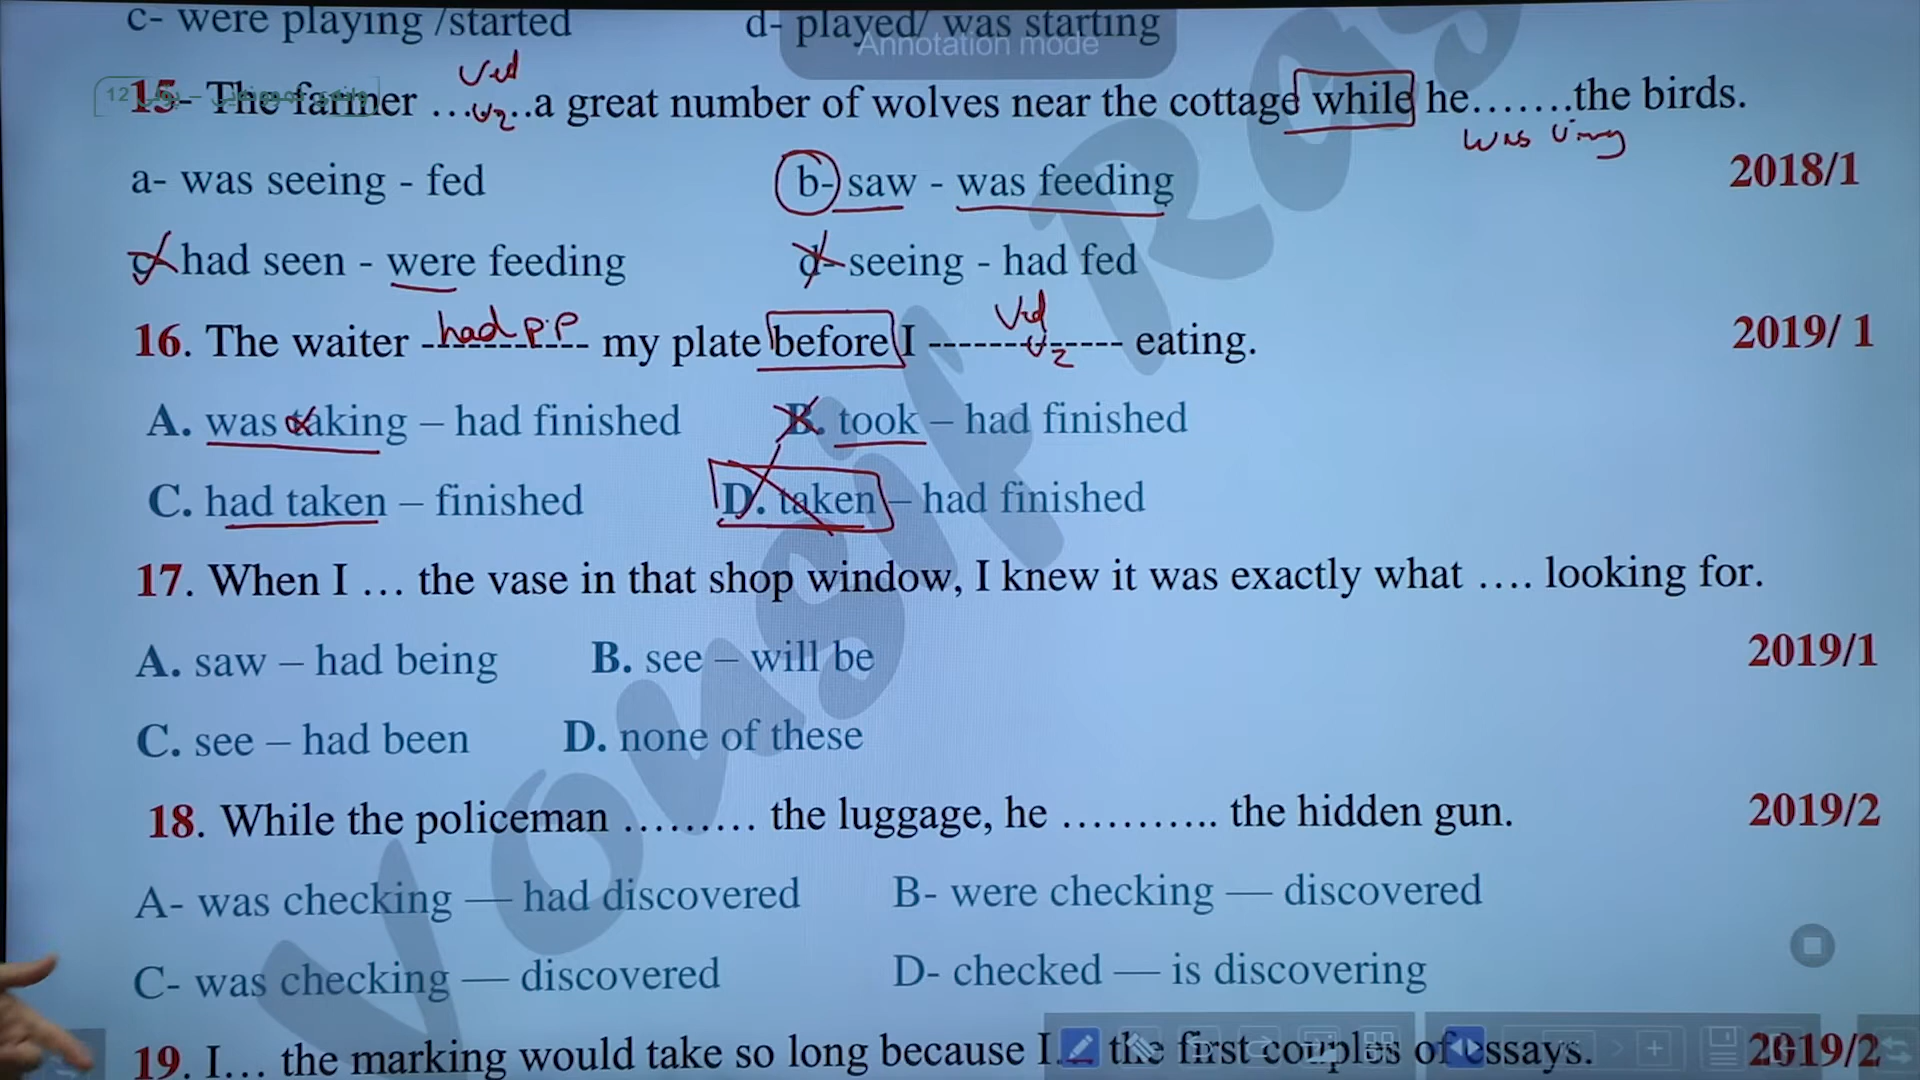 c- were playing /started d- played/ was starting
Annotation mode
Ved
15- The farmer ...V2..a great number of wolves near the cottage while he.......the birds.
was Ving
2018/1
a- was seeing - fed b- saw - was feeding
c- had seen - were feeding d- seeing - had fed
had P.P Ved
16. The waiter ------------ my plate before I -------V2------ eating. 2019/ 1
A. was taking – had finished B. took – had finished
C. had taken – finished D. taken – had finished
17. When I … the vase in that shop window, I knew it was exactly what …. looking for.
2019/1
A. saw – had being B. see – will be
C. see – had been D. none of these
18. While the policeman ……… the luggage, he ……….. the hidden gun. 2019/2
A- was checking — had discovered B- were checking — discovered
C- was checking — discovered D- checked — is discovering
19. I… the marking would take so long because I... the first couples of essays. 2019/2
Yousif Ras